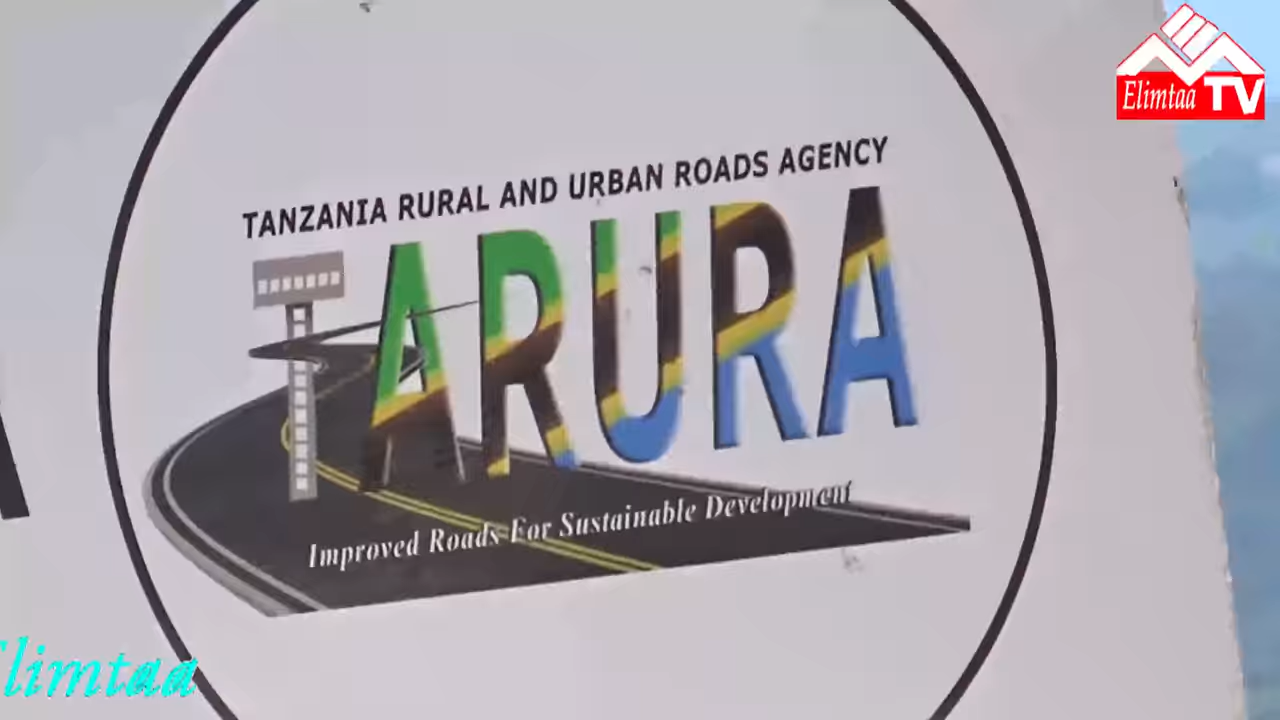 Elimtaa TV
TANZANIA RURAL AND URBAN ROADS AGENCY
TARURA
Improved Roads For Sustainable Development
Elimtaa